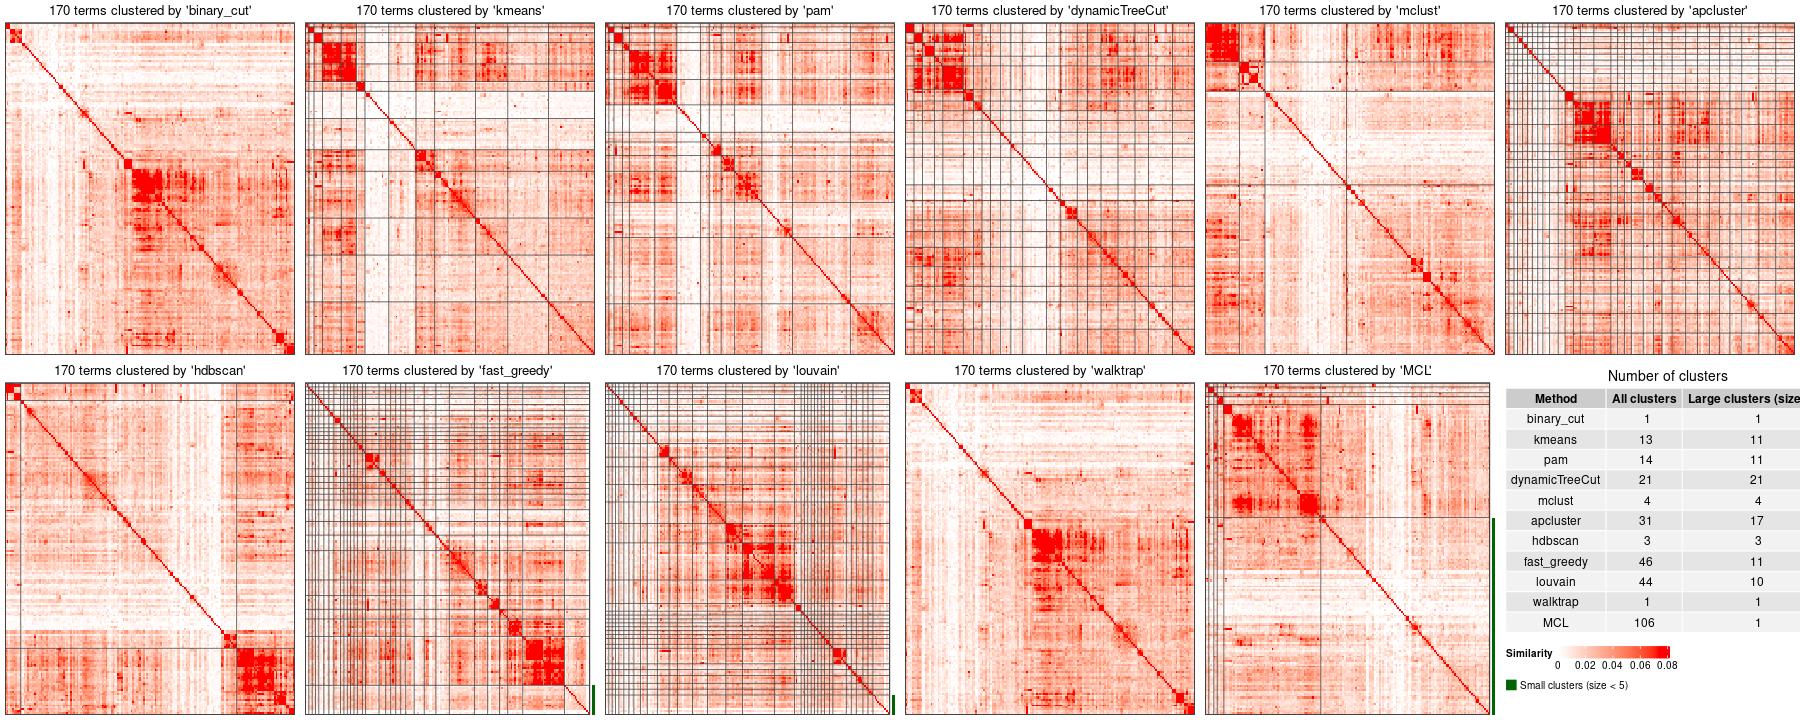 170 terms clustered by 'binary_cut'
170 terms clustered by 'kmeans'
170 terms clustered by 'pam'
170 terms clustered by 'dynamicTreeCut'
170 terms clustered by 'mclust'
170 terms clustered by 'apcluster'
170 terms clustered by 'hdbscan'
170 terms clustered by 'fast_greedy'
170 terms clustered by 'louvain'
170 terms clustered by 'walktrap'
170 terms clustered by 'MCL'
Number of clusters
Method All clusters Large clusters (size
binary_cut 1 1
kmeans 13 11
pam 14 11
dynamicTreeCut 21 21
mclust 4 4
apcluster 31 17
hdbscan 3 3
fast_greedy 46 11
louvain 44 10
walktrap 1 1
MCL 106 1
Similarity
0 0.02 0.04 0.06 0.08
Small clusters (size < 5)